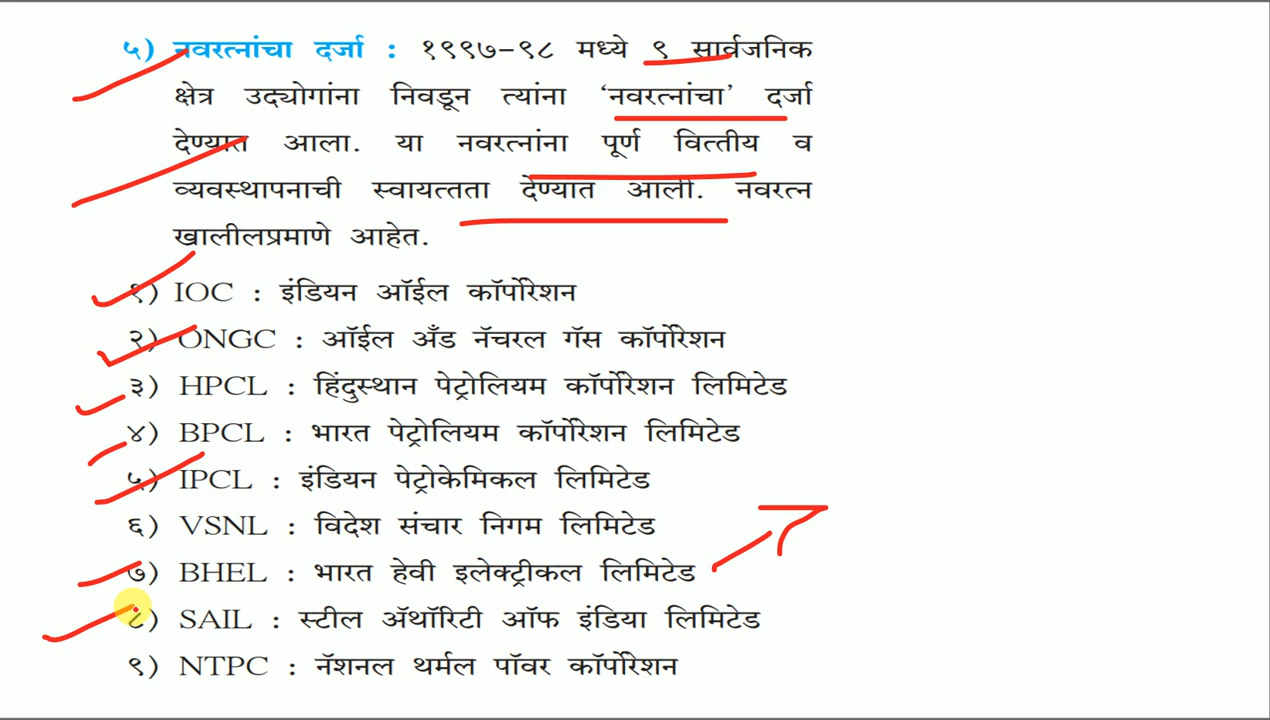 ५) नवरत्नांचा दर्जा : १९९७-९८ मध्ये ९ सार्वजनिक
क्षेत्र उद्योगांना निवडून त्यांना ‘नवरत्नांचा’ दर्जा
देण्यात आला. या नवरत्नांना पूर्ण वित्तीय व
व्यवस्थापनाची स्वायत्तता देण्यात आली. नवरत्न
खालीलप्रमाणे आहेत.
१) IOC : इंडियन ऑईल कॉर्पोरेशन
२) ONGC : ऑईल अँड नॅचरल गॅस कॉर्पोरेशन
३) HPCL : हिंदुस्थान पेट्रोलियम कॉर्पोरेशन लिमिटेड
४) BPCL : भारत पेट्रोलियम कॉर्पोरेशन लिमिटेड
५) IPCL : इंडियन पेट्रोकेमिकल लिमिटेड
६) VSNL : विदेश संचार निगम लिमिटेड
७) BHEL : भारत हेवी इलेक्ट्रीकल लिमिटेड
८) SAIL : स्टील ॲथॉरिटी ऑफ इंडिया लिमिटेड
९) NTPC : नॅशनल थर्मल पॉवर कॉर्पोरेशन